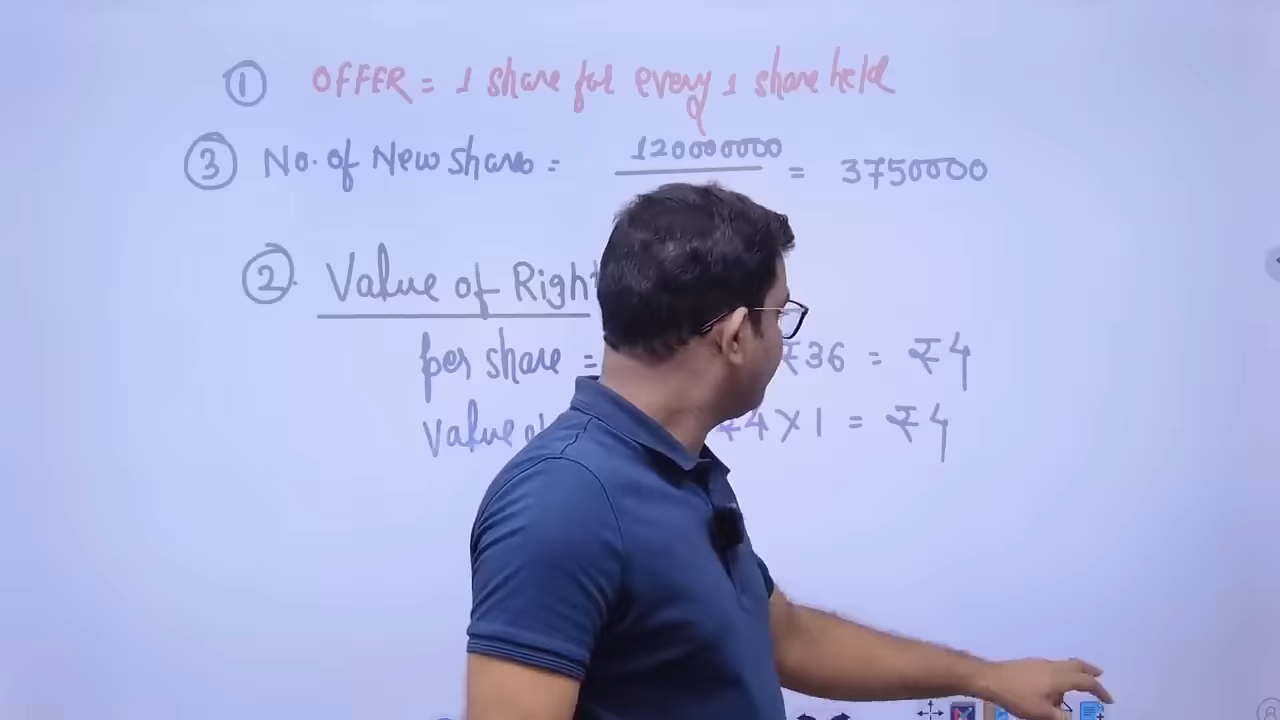 ① OFFER = 1 share for every 1 share held
③ No. of New shares = 120000000 = 3750000
②. Value of Right
per share = ₹36 = ₹4
Value ₹4 X 1 = ₹4